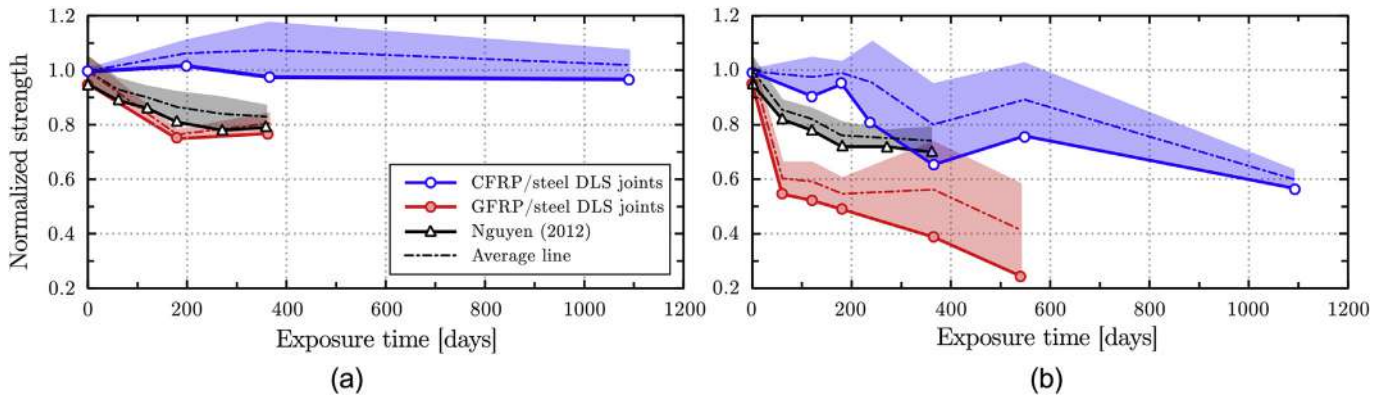 1.2
1.0
0.8
0.6
0.4
0.2
Normalized strength
0 200 400 600 800 1000 1200
Exposure time [days]
(a)
CFRP/steel DLS joints
GFRP/steel DLS joints
Nguyen (2012)
Average line
1.2
1.0
0.8
0.6
0.4
0.2
0 200 400 600 800 1000 1200
Exposure time [days]
(b)